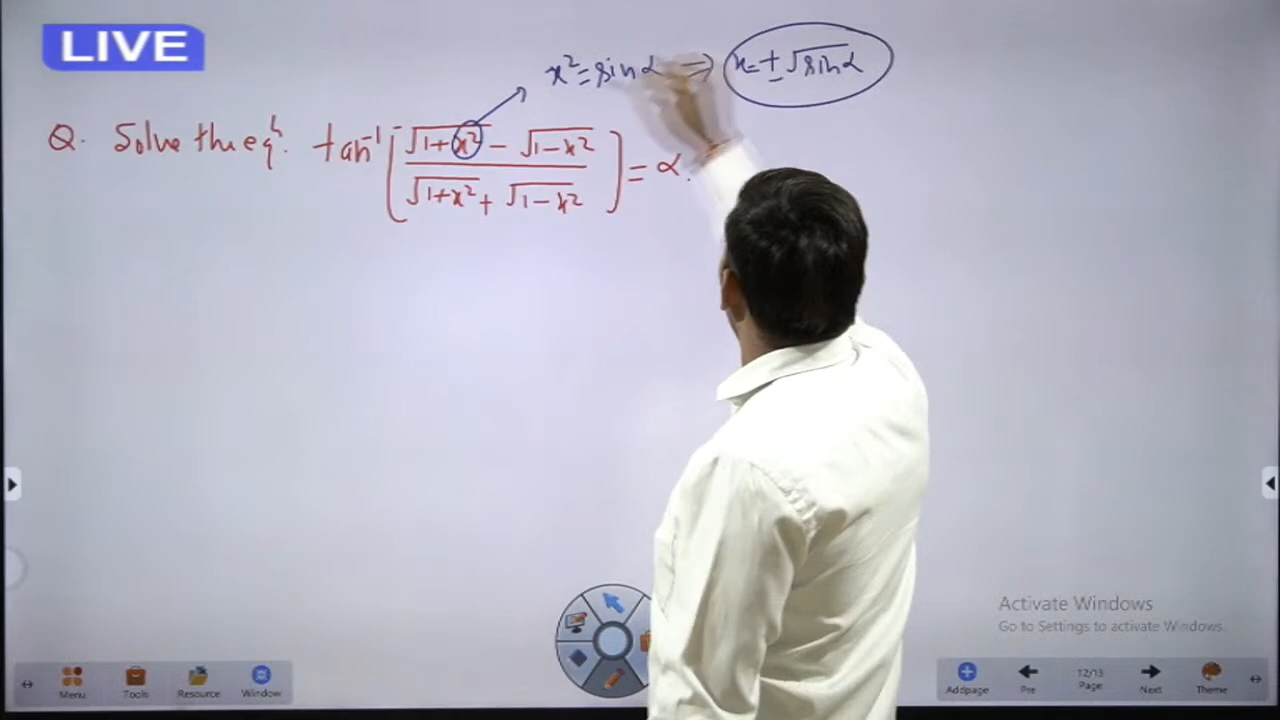 LIVE
x² = sin α ⇒ x = ± √sin α
Q. Solve the eqⁿ. tan⁻¹ [ (√1+x² − √1−x²) / (√1+x² + √1−x²) ] = α.
Activate Windows
Go to Settings to activate Windows.
Menu Tools Resource Window
Addpage Pre 12/13 Page Next Theme